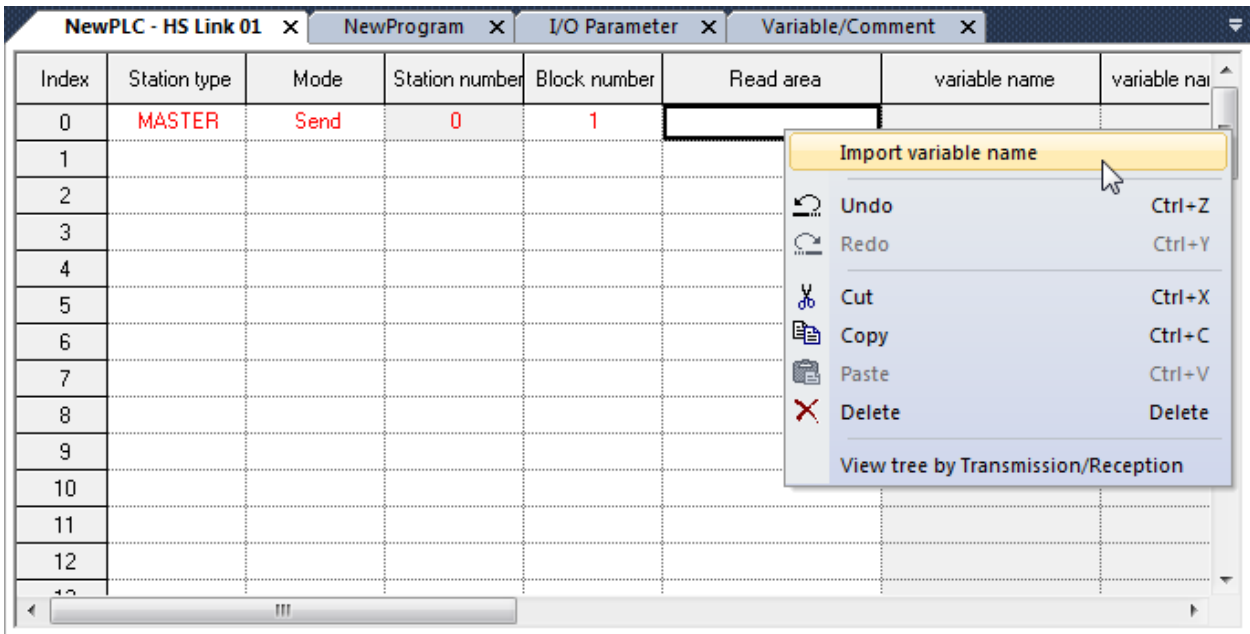 NewPLC - HS Link 01 x NewProgram x I/O Parameter x Variable/Comment x
Index Station type Mode Station number Block number Read area variable name variable nar
0 MASTER Send 0 1
Import variable name
1
2 Undo Ctrl+Z
3 Redo Ctrl+Y
4
5 Cut Ctrl+X
6 Copy Ctrl+C
7 Paste Ctrl+V
8 Delete Delete
9 View tree by Transmission/Reception
10
11
12